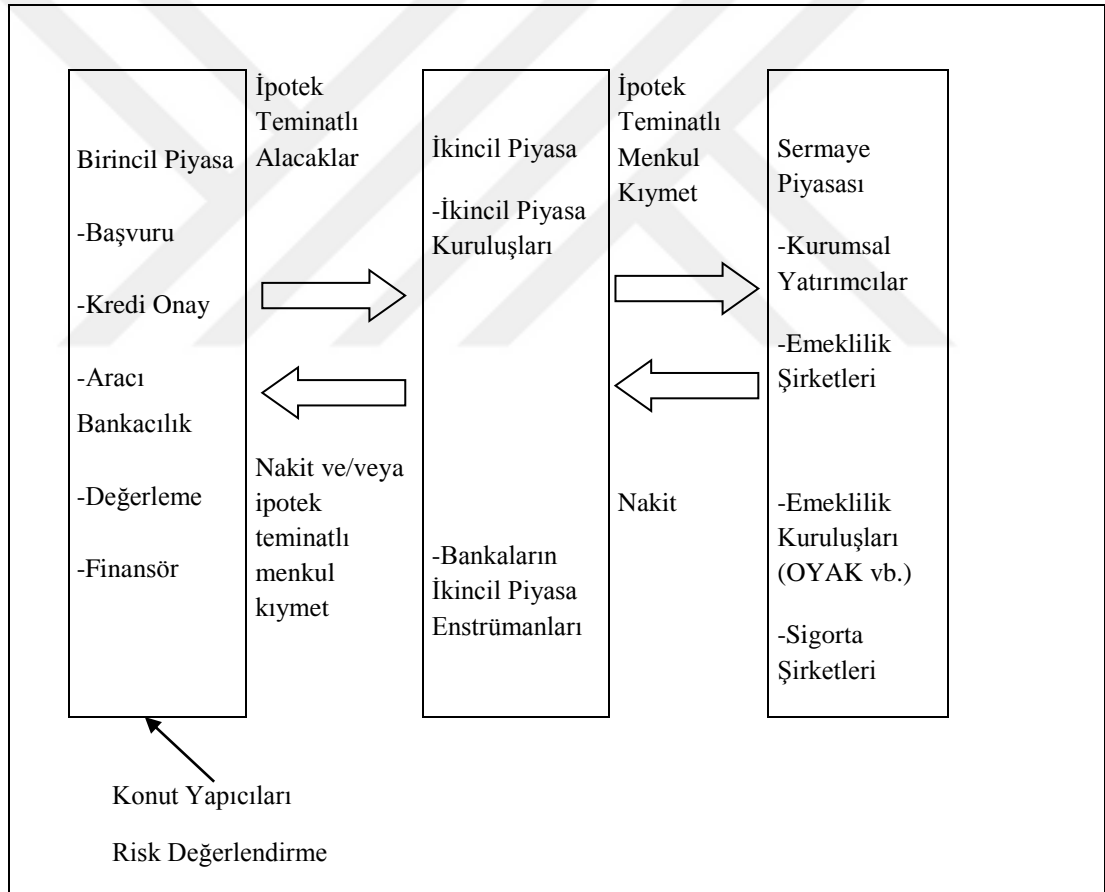 Birincil Piyasa
-Başvuru
-Kredi Onay
-Aracı
Bankacılık
-Değerleme
-Finansör
İpotek
Teminatlı
Alacaklar
Nakit ve/veya
ipotek
teminatlı
menkul
kıymet
İkincil Piyasa
-İkincil Piyasa
Kuruluşları
-Bankaların
İkincil Piyasa
Enstrümanları
İpotek
Teminatlı
Menkul
Kıymet
Nakit
Sermaye
Piyasası
-Kurumsal
Yatırımcılar
-Emeklilik
Şirketleri
-Emeklilik
Kuruluşları
(OYAK vb.)
-Sigorta
Şirketleri
Konut Yapıcıları
Risk Değerlendirme